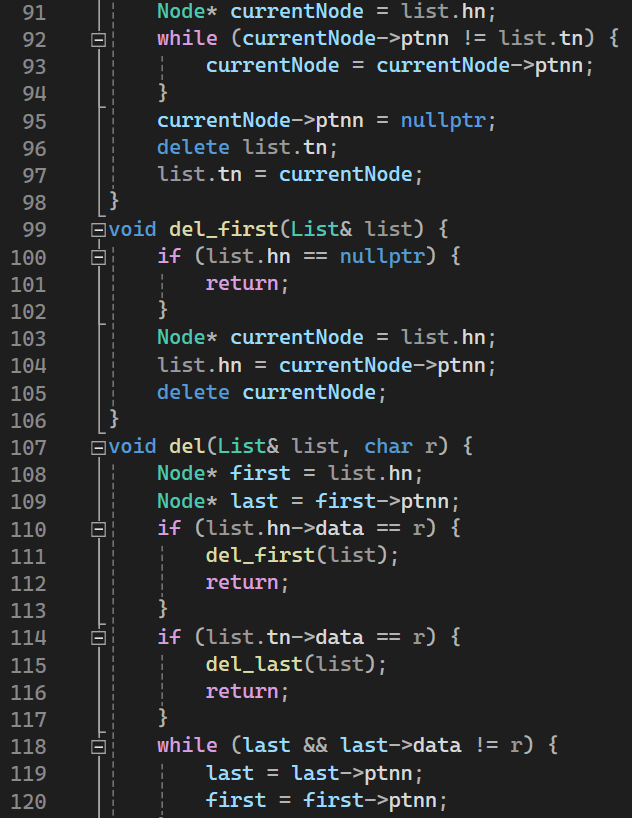 91 Node* currentNode = list.hn;
92 while (currentNode->ptnn != list.tn) {
93 currentNode = currentNode->ptnn;
94 }
95 currentNode->ptnn = nullptr;
96 delete list.tn;
97 list.tn = currentNode;
98 }
99 void del_first(List& list) {
100 if (list.hn == nullptr) {
101 return;
102 }
103 Node* currentNode = list.hn;
104 list.hn = currentNode->ptnn;
105 delete currentNode;
106 }
107 void del(List& list, char r) {
108 Node* first = list.hn;
109 Node* last = first->ptnn;
110 if (list.hn->data == r) {
111 del_first(list);
112 return;
113 }
114 if (list.tn->data == r) {
115 del_last(list);
116 return;
117 }
118 while (last && last->data != r) {
119 last = last->ptnn;
120 first = first->ptnn;